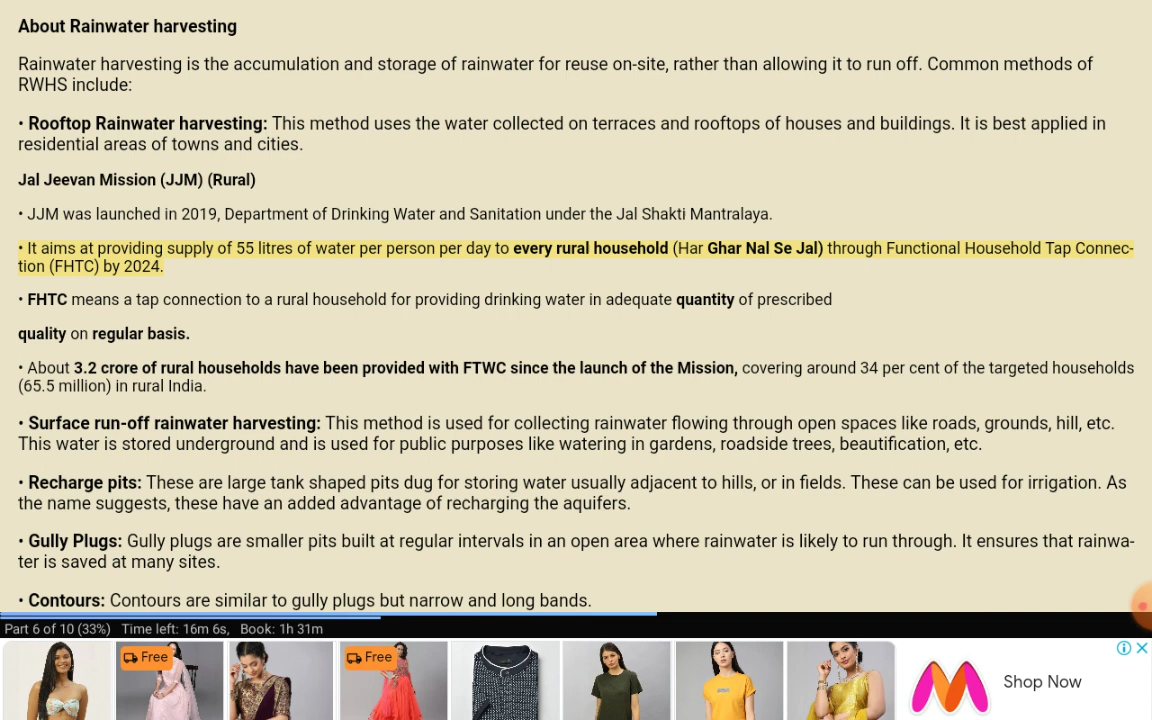 About Rainwater harvesting
Rainwater harvesting is the accumulation and storage of rainwater for reuse on-site, rather than allowing it to run off. Common methods of
RWHS include:
• Rooftop Rainwater harvesting: This method uses the water collected on terraces and rooftops of houses and buildings. It is best applied in
residential areas of towns and cities.
Jal Jeevan Mission (JJM) (Rural)
• JJM was launched in 2019, Department of Drinking Water and Sanitation under the Jal Shakti Mantralaya.
• It aims at providing supply of 55 litres of water per person per day to every rural household (Har Ghar Nal Se Jal) through Functional Household Tap Connec-
tion (FHTC) by 2024.
• FHTC means a tap connection to a rural household for providing drinking water in adequate quantity of prescribed
quality on regular basis.
• About 3.2 crore of rural households have been provided with FTWC since the launch of the Mission, covering around 34 per cent of the targeted households
(65.5 million) in rural India.
• Surface run-off rainwater harvesting: This method is used for collecting rainwater flowing through open spaces like roads, grounds, hill, etc.
This water is stored underground and is used for public purposes like watering in gardens, roadside trees, beautification, etc.
• Recharge pits: These are large tank shaped pits dug for storing water usually adjacent to hills, or in fields. These can be used for irrigation. As
the name suggests, these have an added advantage of recharging the aquifers.
• Gully Plugs: Gully plugs are smaller pits built at regular intervals in an open area where rainwater is likely to run through. It ensures that rainwa-
ter is saved at many sites.
• Contours: Contours are similar to gully plugs but narrow and long bands.
Part 6 of 10 (33%) Time left: 16m 6s, Book: 1h 31m
Free
Free
Shop Now